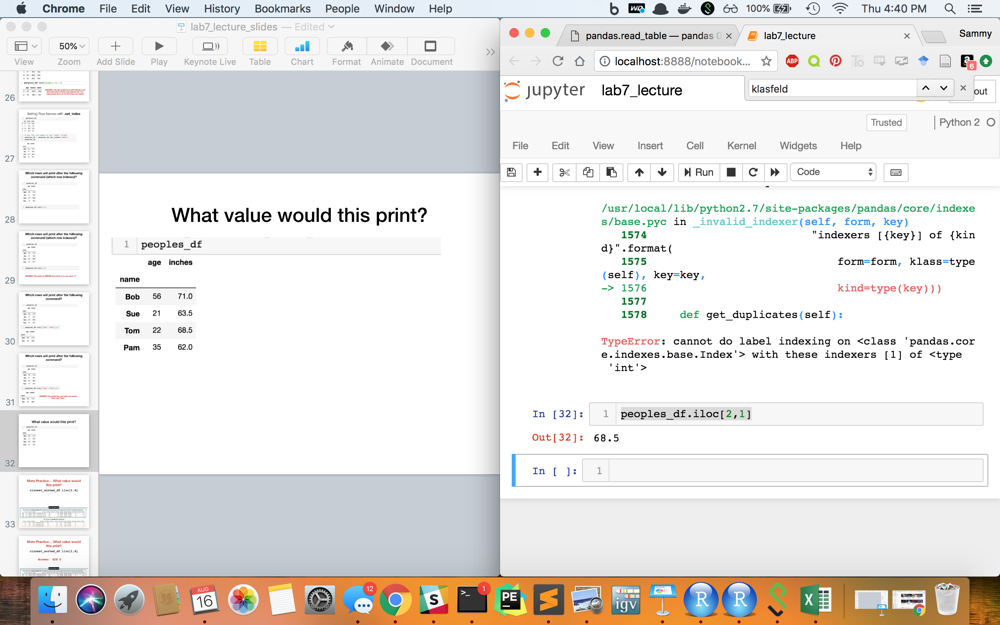 Chrome File Edit View History Bookmarks People Window Help
100% Thu 4:40 PM
lab7_lecture_slides — Edited
50%
View Zoom Add Slide Play Keynote Live Table Chart Format Animate Document
26
Setting Row Names with .set_index
27
Which rows will print after the following
command (which row indexes)?
28
Which rows will print after the following
command (which row indexes)?
29
Which rows will print after the following
command?
30
Which rows will print after the following
command?
31
What value would this print?
32
More Practice... What value would
this print?
closest_sorted_df.iloc[1,4]
33
More Practice... What value would
this print?
closest_sorted_df.iloc[1,4]
Answer: 628.0
What value would this print?
1 peoples_df
age inches
name
Bob 56 71.0
Sue 21 63.5
Tom 22 68.5
Pam 35 62.0
pandas.read_table — pandas 0
lab7_lecture
Sammy
localhost:8888/notebook...
ABP
CSS
6
jupyter lab7_lecture
klasfeld
out
Trusted
Python 2
File Edit View Insert Cell Kernel Widgets Help
Run
Code
/usr/local/lib/python2.7/site-packages/pandas/core/indexe
s/base.pyc in _invalid_indexer(self, form, key)
1574 "indexers [{key}] of {kin
d}".format(
1575 form=form, klass=type
(self), key=key,
-> 1576 kind=type(key)))
1577
1578 def get_duplicates(self):
TypeError: cannot do label indexing on <class 'pandas.cor
e.indexes.base.Index'> with these indexers [1] of <type
'int'>
In [32]: 1 peoples_df.iloc[2,1]
Out[32]: 68.5
In [ ]: 1
AUG
16
12
S
>_
1
PE
igv
R
R
X